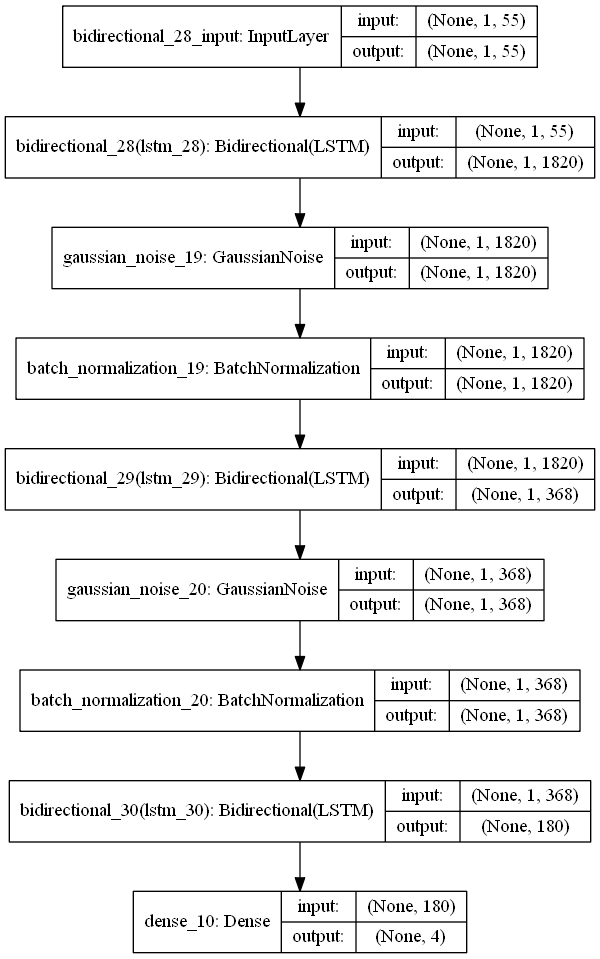 bidirectional_28_input: InputLayer
input: (None, 1, 55)
output: (None, 1, 55)
bidirectional_28(lstm_28): Bidirectional(LSTM)
input: (None, 1, 55)
output: (None, 1, 1820)
gaussian_noise_19: GaussianNoise
input: (None, 1, 1820)
output: (None, 1, 1820)
batch_normalization_19: BatchNormalization
input: (None, 1, 1820)
output: (None, 1, 1820)
bidirectional_29(lstm_29): Bidirectional(LSTM)
input: (None, 1, 1820)
output: (None, 1, 368)
gaussian_noise_20: GaussianNoise
input: (None, 1, 368)
output: (None, 1, 368)
batch_normalization_20: BatchNormalization
input: (None, 1, 368)
output: (None, 1, 368)
bidirectional_30(lstm_30): Bidirectional(LSTM)
input: (None, 1, 368)
output: (None, 180)
dense_10: Dense
input: (None, 180)
output: (None, 4)